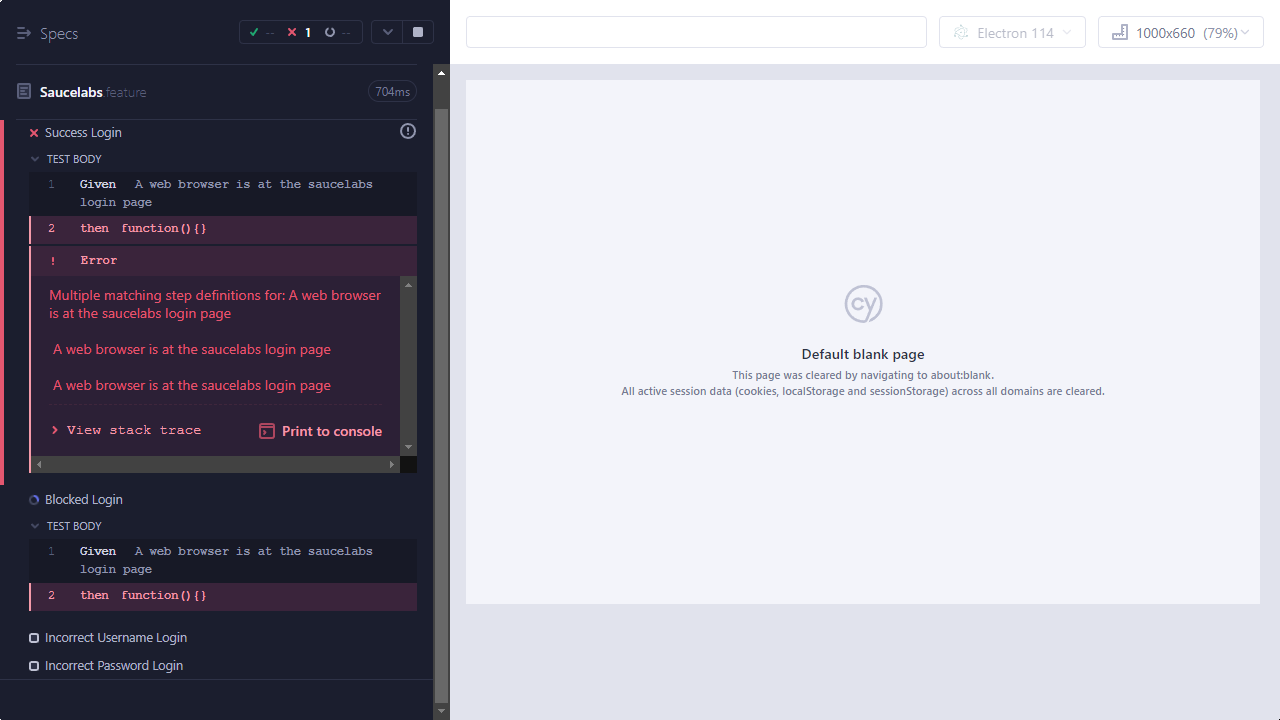 Specs
-- 1 --
Electron 114
1000x660 (79%)
Saucelabs.feature
704ms
Success Login
TEST BODY
1 Given A web browser is at the saucelabs
login page
2 then function(){}
! Error
Multiple matching step definitions for: A web browser
is at the saucelabs login page
A web browser is at the saucelabs login page
A web browser is at the saucelabs login page
View stack trace
Print to console
Blocked Login
TEST BODY
1 Given A web browser is at the saucelabs
login page
2 then function(){}
Incorrect Username Login
Incorrect Password Login
cy
Default blank page
This page was cleared by navigating to about:blank.
All active session data (cookies, localStorage and sessionStorage) across all domains are cleared.